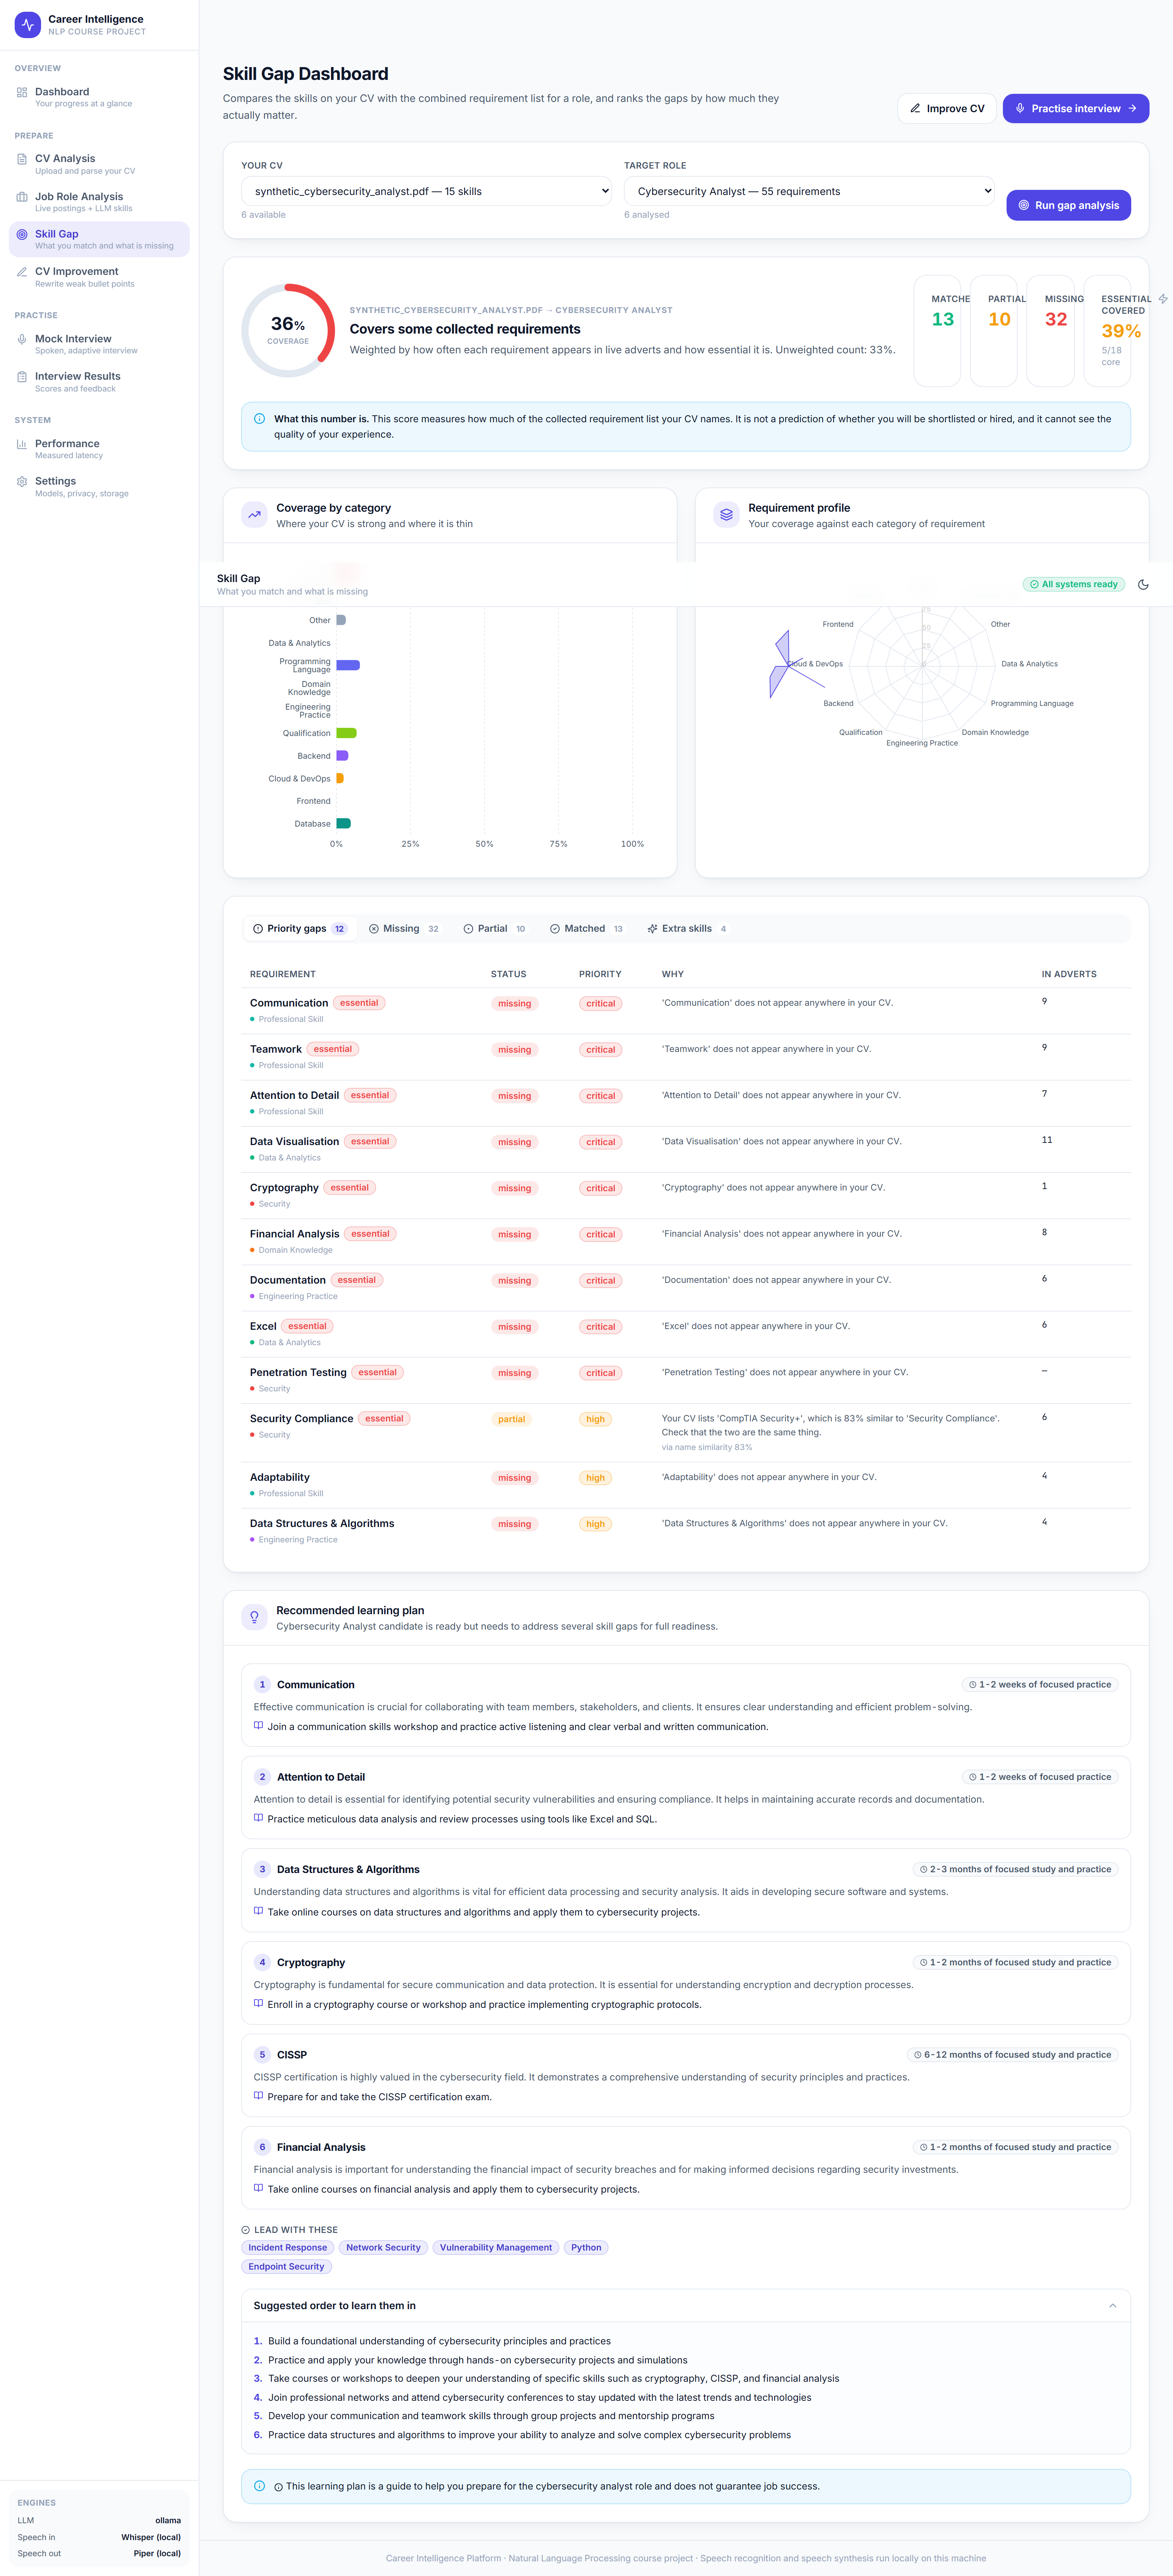 Career Intelligence
NLP COURSE PROJECT
OVERVIEW
Dashboard
Your progress at a glance
PREPARE
CV Analysis
Upload and parse your CV
Job Role Analysis
Live postings + LLM skills
Skill Gap
What you match and what is missing
CV Improvement
Rewrite weak bullet points
PRACTISE
Mock Interview
Spoken, adaptive interview
Interview Results
Scores and feedback
SYSTEM
Performance
Measured latency
Settings
Models, privacy, storage
ENGINES
LLM ollama
Speech in Whisper (local)
Speech out Piper (local)
Skill Gap Dashboard
Compares the skills on your CV with the combined requirement list for a role, and ranks the gaps by how much they
actually matter.
Improve CV
Practise interview
YOUR CV
synthetic_cybersecurity_analyst.pdf — 15 skills
6 available
TARGET ROLE
Cybersecurity Analyst — 55 requirements
6 analysed
Run gap analysis
36%
COVERAGE
SYNTHETIC_CYBERSECURITY_ANALYST.PDF → CYBERSECURITY ANALYST
Covers some collected requirements
Weighted by how often each requirement appears in live adverts and how essential it is. Unweighted count: 33%.
MATCHE
13
PARTIAL
10
MISSING
32
ESSENTIAL
COVERED
39%
5/18
core
What this number is. This score measures how much of the collected requirement list your CV names. It is not a prediction of whether you will be shortlisted or hired, and it cannot see the
quality of your experience.
Coverage by category
Where your CV is strong and where it is thin
Requirement profile
Your coverage against each category of requirement
Skill Gap
What you match and what is missing
All systems ready
Other
Data & Analytics
Programming
Language
Domain
Knowledge
Engineering
Practice
Qualification
Backend
Cloud & DevOps
Frontend
Database
0% 25% 50% 75% 100%
75
50
25
0
Frontend
Other
Cloud & DevOps
Data & Analytics
Backend
Programming Language
Qualification
Domain Knowledge
Engineering Practice
Priority gaps 12
Missing 32
Partial 10
Matched 13
Extra skills 4
REQUIREMENT STATUS PRIORITY WHY IN ADVERTS
Communication essential missing critical 'Communication' does not appear anywhere in your CV. 9
Professional Skill
Teamwork essential missing critical 'Teamwork' does not appear anywhere in your CV. 9
Professional Skill
Attention to Detail essential missing critical 'Attention to Detail' does not appear anywhere in your CV. 7
Professional Skill
Data Visualisation essential missing critical 'Data Visualisation' does not appear anywhere in your CV. 11
Data & Analytics
Cryptography essential missing critical 'Cryptography' does not appear anywhere in your CV. 1
Security
Financial Analysis essential missing critical 'Financial Analysis' does not appear anywhere in your CV. 8
Domain Knowledge
Documentation essential missing critical 'Documentation' does not appear anywhere in your CV. 6
Engineering Practice
Excel essential missing critical 'Excel' does not appear anywhere in your CV. 6
Data & Analytics
Penetration Testing essential missing critical 'Penetration Testing' does not appear anywhere in your CV. —
Security
Security Compliance essential partial high Your CV lists 'CompTIA Security+', which is 83% similar to 'Security Compliance'. 6
Security Check that the two are the same thing.
via name similarity 83%
Adaptability missing high 'Adaptability' does not appear anywhere in your CV. 4
Professional Skill
Data Structures & Algorithms missing high 'Data Structures & Algorithms' does not appear anywhere in your CV. 4
Engineering Practice
Recommended learning plan
Cybersecurity Analyst candidate is ready but needs to address several skill gaps for full readiness.
1 Communication 1-2 weeks of focused practice
Effective communication is crucial for collaborating with team members, stakeholders, and clients. It ensures clear understanding and efficient problem-solving.
Join a communication skills workshop and practice active listening and clear verbal and written communication.
2 Attention to Detail 1-2 weeks of focused practice
Attention to detail is essential for identifying potential security vulnerabilities and ensuring compliance. It helps in maintaining accurate records and documentation.
Practice meticulous data analysis and review processes using tools like Excel and SQL.
3 Data Structures & Algorithms 2-3 months of focused study and practice
Understanding data structures and algorithms is vital for efficient data processing and security analysis. It aids in developing secure software and systems.
Take online courses on data structures and algorithms and apply them to cybersecurity projects.
4 Cryptography 1-2 months of focused study and practice
Cryptography is fundamental for secure communication and data protection. It is essential for understanding encryption and decryption processes.
Enroll in a cryptography course or workshop and practice implementing cryptographic protocols.
5 CISSP 6-12 months of focused study and practice
CISSP certification is highly valued in the cybersecurity field. It demonstrates a comprehensive understanding of security principles and practices.
Prepare for and take the CISSP certification exam.
6 Financial Analysis 1-2 months of focused study and practice
Financial analysis is important for understanding the financial impact of security breaches and for making informed decisions regarding security investments.
Take online courses on financial analysis and apply them to cybersecurity projects.
LEAD WITH THESE
Incident Response Network Security Vulnerability Management Python
Endpoint Security
Suggested order to learn them in
1. Build a foundational understanding of cybersecurity principles and practices
2. Practice and apply your knowledge through hands-on cybersecurity projects and simulations
3. Take courses or workshops to deepen your understanding of specific skills such as cryptography, CISSP, and financial analysis
4. Join professional networks and attend cybersecurity conferences to stay updated with the latest trends and technologies
5. Develop your communication and teamwork skills through group projects and mentorship programs
6. Practice data structures and algorithms to improve your ability to analyze and solve complex cybersecurity problems
This learning plan is a guide to help you prepare for the cybersecurity analyst role and does not guarantee job success.
Career Intelligence Platform · Natural Language Processing course project · Speech recognition and speech synthesis run locally on this machine